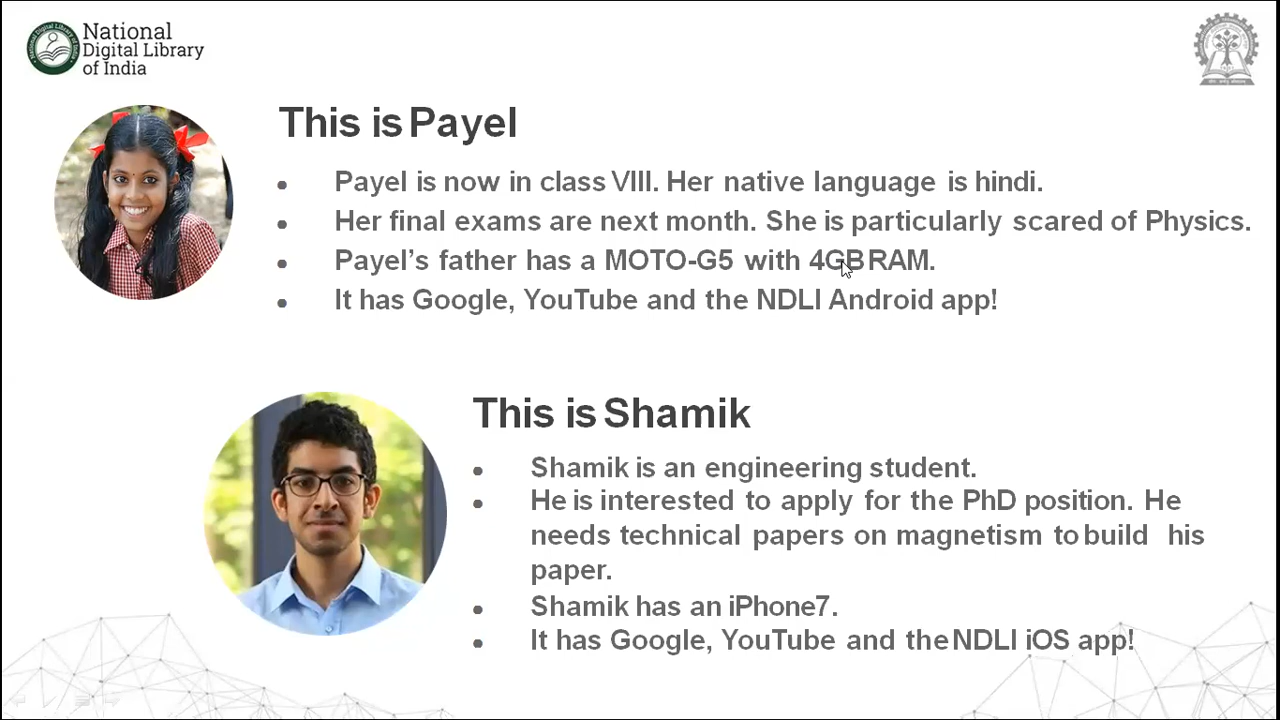 National
Digital Library
of India
This is Payel
• Payel is now in class VIII. Her native language is hindi.
• Her final exams are next month. She is particularly scared of Physics.
• Payel’s father has a MOTO-G5 with 4GB RAM.
• It has Google, YouTube and the NDLI Android app!
This is Shamik
• Shamik is an engineering student.
• He is interested to apply for the PhD position. He
needs technical papers on magnetism to build his
paper.
• Shamik has an iPhone7.
• It has Google, YouTube and the NDLI iOS app!